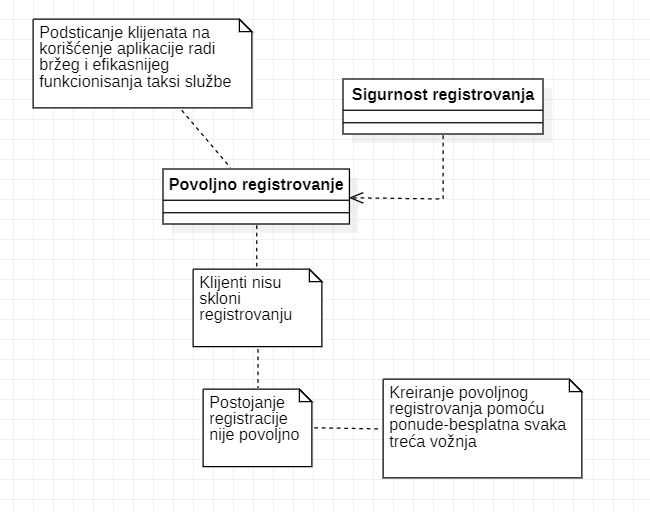 Podsticanje klijenata na
korišćenje aplikacije radi
bržeg i efikasnijeg
funkcionisanja taksi službe
Sigurnost registrovanja
Povoljno registrovanje
Klijenti nisu
skloni
registrovanju
Postojanje
registracije
nije povoljno
Kreiranje povoljnog
registrovanja pomoću
ponude-besplatna svaka
treća vožnja